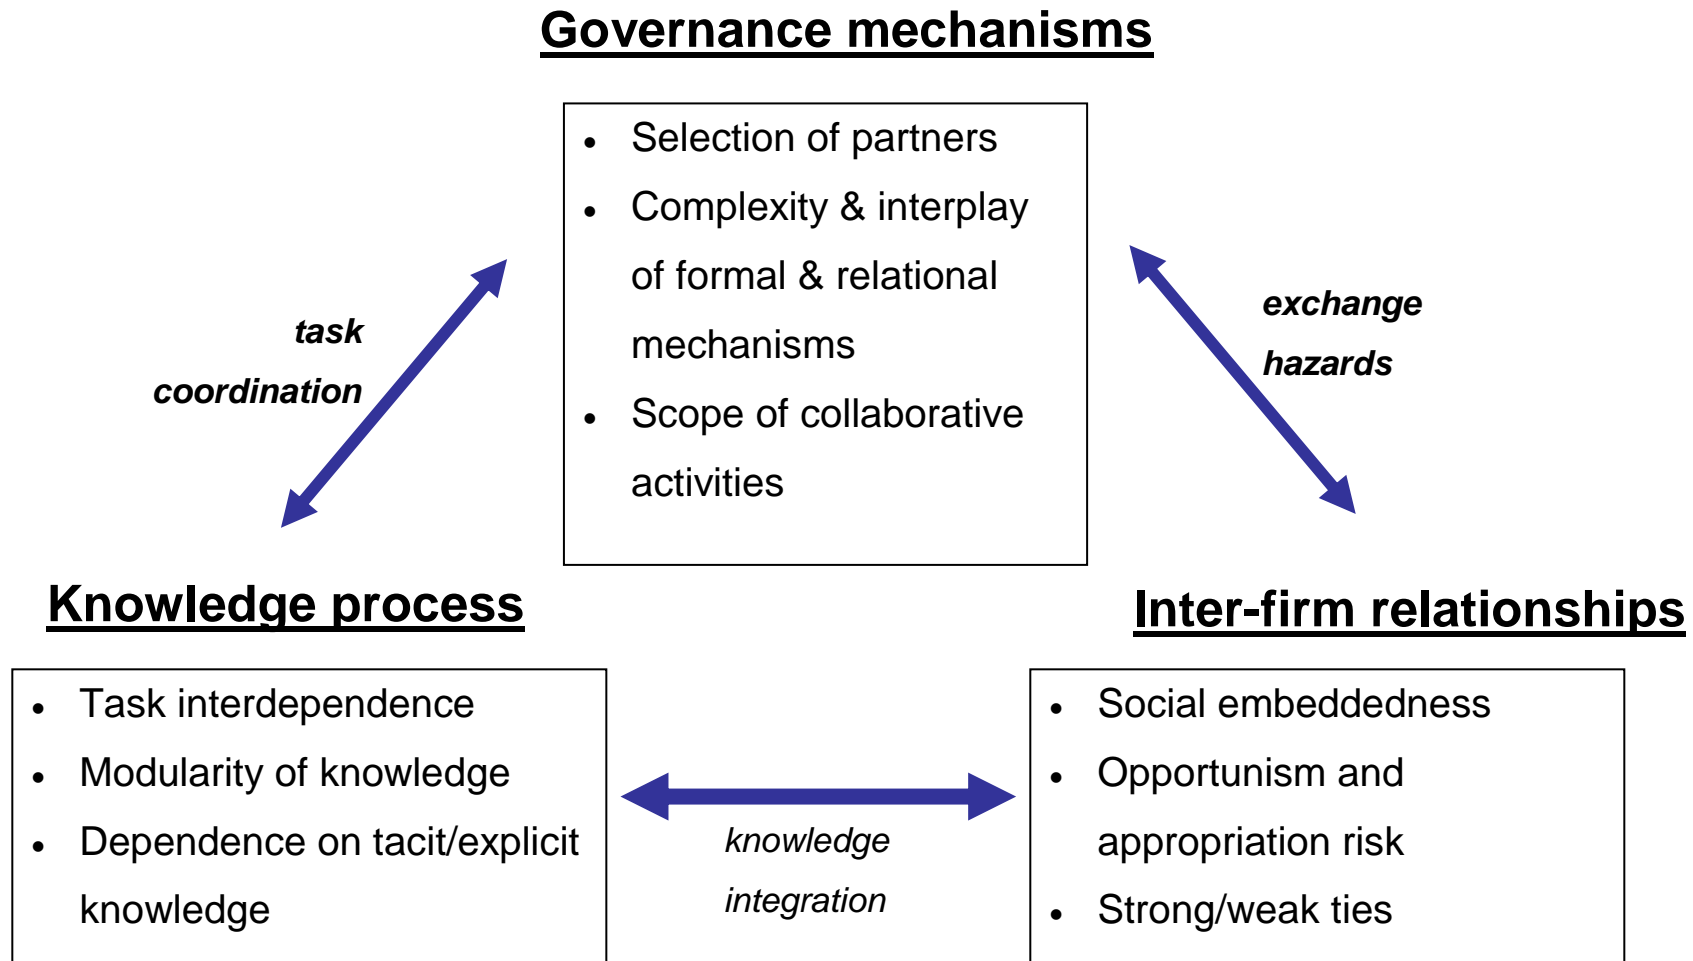 Governance mechanisms
• Selection of partners
• Complexity & interplay
of formal & relational
mechanisms
• Scope of collaborative
activities
task
coordination
exchange
hazards
Knowledge process
• Task interdependence
• Modularity of knowledge
• Dependence on tacit/explicit
knowledge
knowledge
integration
Inter-firm relationships
• Social embeddedness
• Opportunism and
appropriation risk
• Strong/weak ties